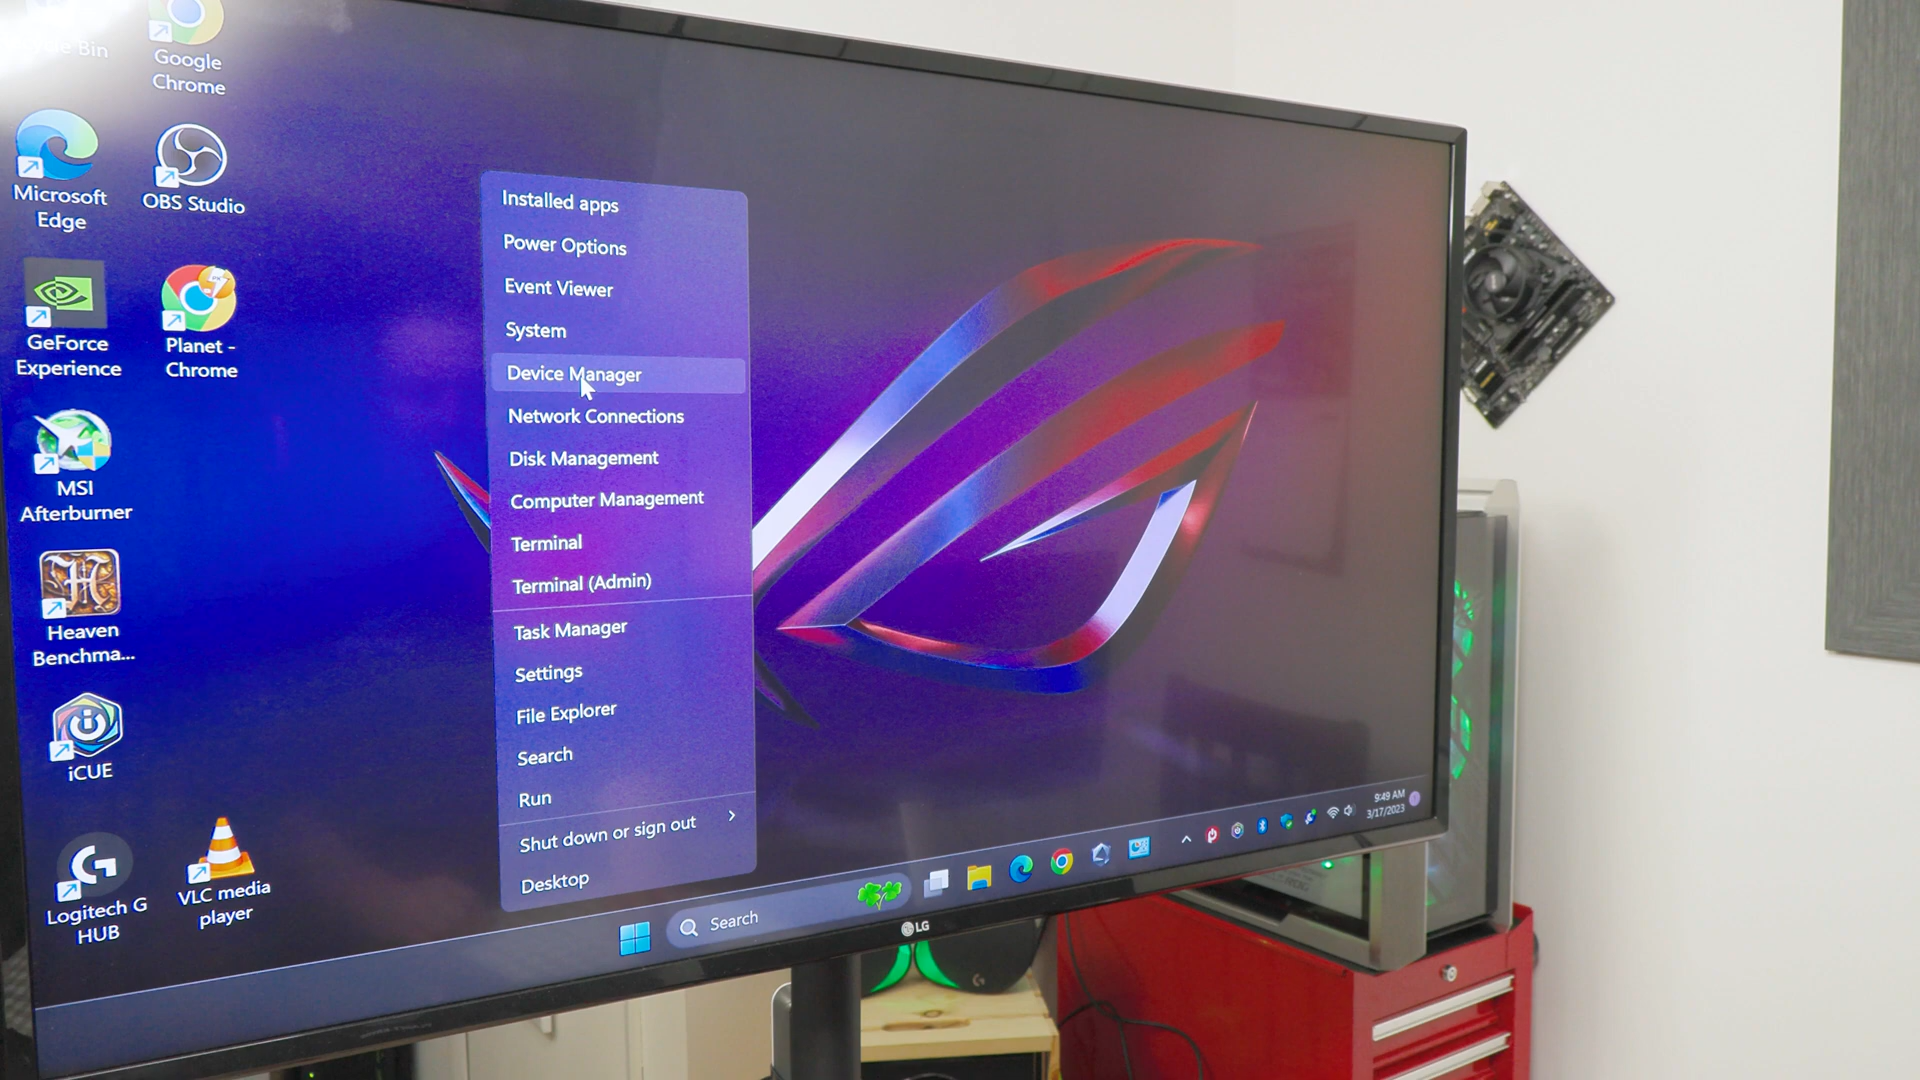 Bin
Google
Chrome
Microsoft
Edge
OBS Studio
GeForce
Experience
Planet -
Chrome
MSI
Afterburner
Heaven
Benchma...
iCUE
Logitech G
HUB
VLC media
player
Installed apps
Power Options
Event Viewer
System
Device Manager
Network Connections
Disk Management
Computer Management
Terminal
Terminal (Admin)
Task Manager
Settings
File Explorer
Search
Run
Shut down or sign out
Desktop
Search
9:49 AM
3/17/2023
LG